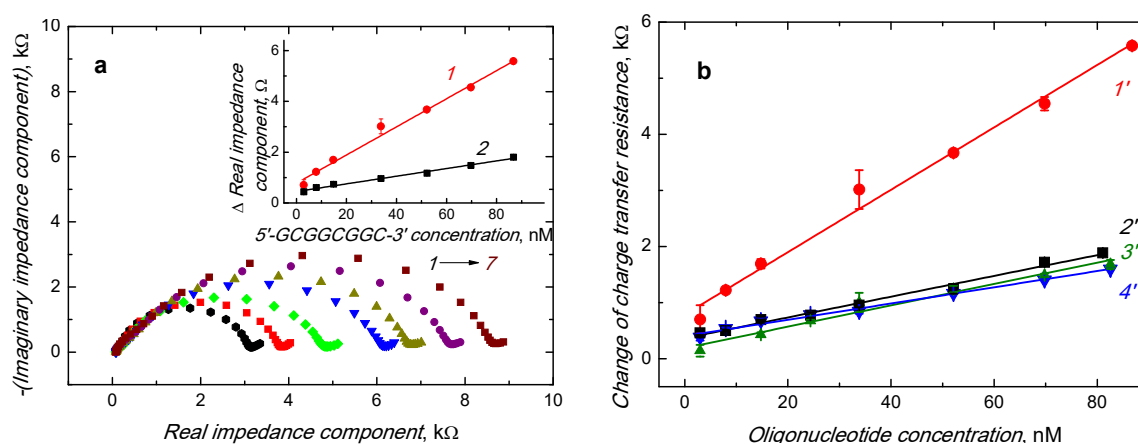 a
-(Imaginary impedance component), kΩ
10
8
6
4
2
0
0 2 4 6 8 10
Real impedance component, kΩ
1 → 7
Δ Real impedance
component, Ω
6
4
2
0
0 20 40 60 80
5'-GCGGCGGC-3' concentration, nM
1
2
b
Change of charge transfer resistance, kΩ
6
4
2
0
0 20 40 60 80
Oligonucleotide concentration, nM
1'
2'
3'
4'